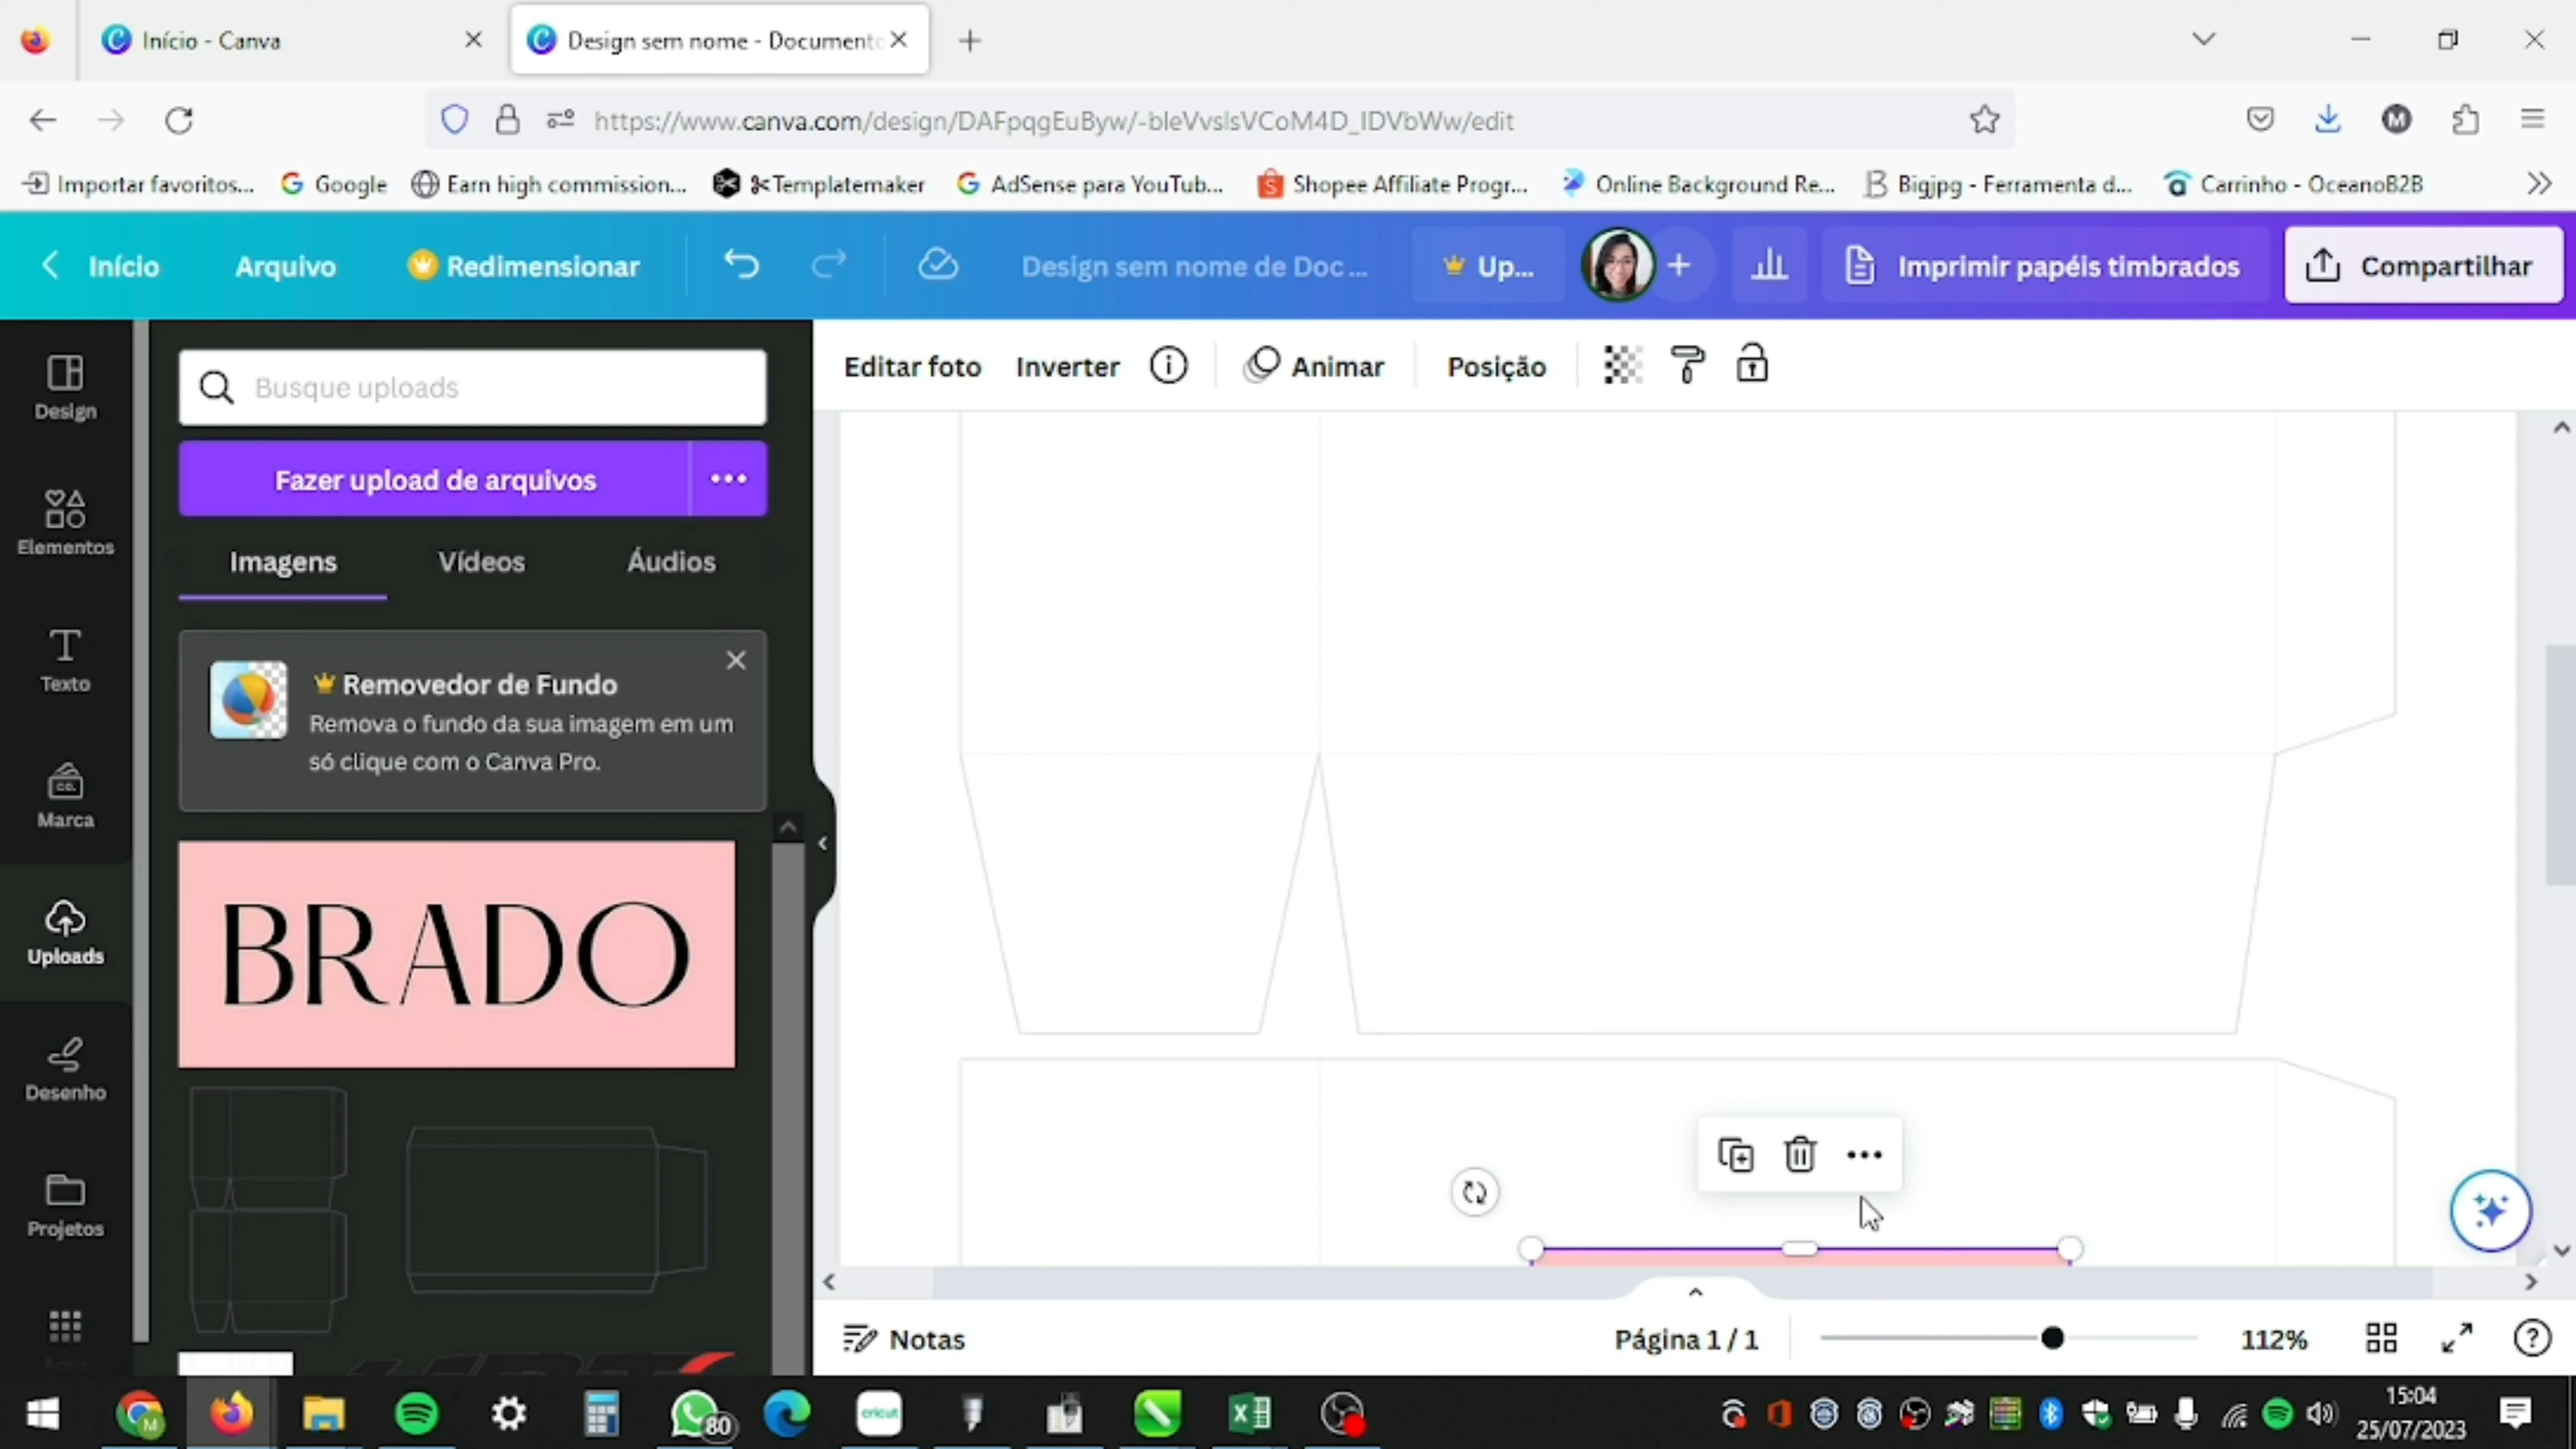 Início - Canva
Design sem nome - Documento
https://www.canva.com/design/DAFpqgEuByw/-bleVvslsVCoM4D_IDVbWw/edit
Importar favoritos...
Google
Earn high commission...
Templatemaker
AdSense para YouTub...
Shopee Affiliate Progr...
Online Background Re...
Bigjpg - Ferramenta d...
Carrinho - OceanoB2B
Início
Arquivo
Redimensionar
Design sem nome de Doc...
Up...
Imprimir papéis timbrados
Compartilhar
Editar foto
Inverter
Animar
Posição
Design
Elementos
Texto
Marca
Uploads
Desenho
Projetos
Apps
Busque uploads
Fazer upload de arquivos
Imagens
Vídeos
Áudios
Removedor de Fundo
Remova o fundo da sua imagem em um
só clique com o Canva Pro.
BRADO
Notas
Página 1 / 1
112%
80
cricut
15:04
25/07/2023